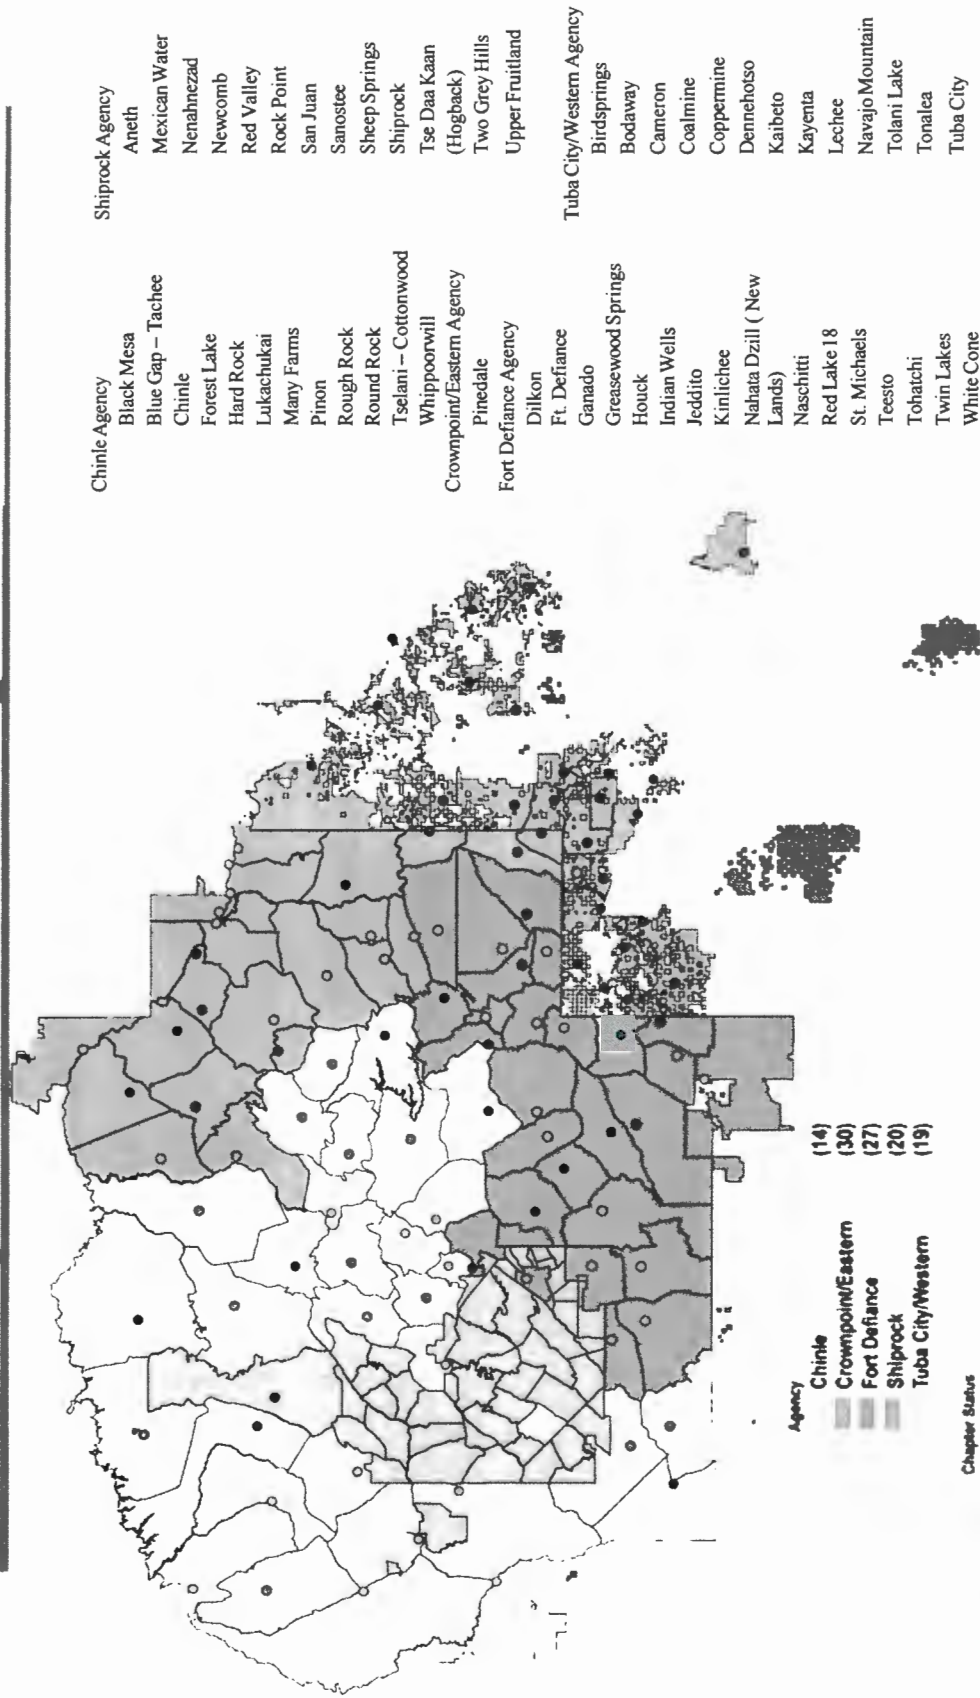 Chinle Agency
Black Mesa
Blue Gap – Tachee
Chinle
Forest Lake
Hard Rock
Lukachukai
Many Farms
Pinon
Rough Rock
Round Rock
Tselani – Cottonwood
Whippoorwill
Crownpoint/Eastern Agency
Pinedale
Fort Defiance Agency
Dilkon
Ft. Defiance
Ganado
Greasewood Springs
Houck
Indian Wells
Jeddito
Kinlichee
Nahata Dzill ( New
Lands)
Naschitti
Red Lake 18
St. Michaels
Teesto
Tohatchi
Twin Lakes
White Cone
Shiprock Agency
Aneth
Mexican Water
Nenahnezad
Newcomb
Red Valley
Rock Point
San Juan
Sanostee
Sheep Springs
Shiprock
Tse Daa Kaan
(Hogback)
Two Grey Hills
Upper Fruitland
Tuba City/Western Agency
Birdsprings
Bodaway
Cameron
Coalmine
Coppermine
Dennehotso
Kaibeto
Kayenta
Lechee
Navajo Mountain
Tolani Lake
Tonalea
Tuba City
Agency
Chinle (14)
Crownpoint/Eastern (30)
Fort Defiance (27)
Shiprock (20)
Tuba City/Western (19)
Chapter Status